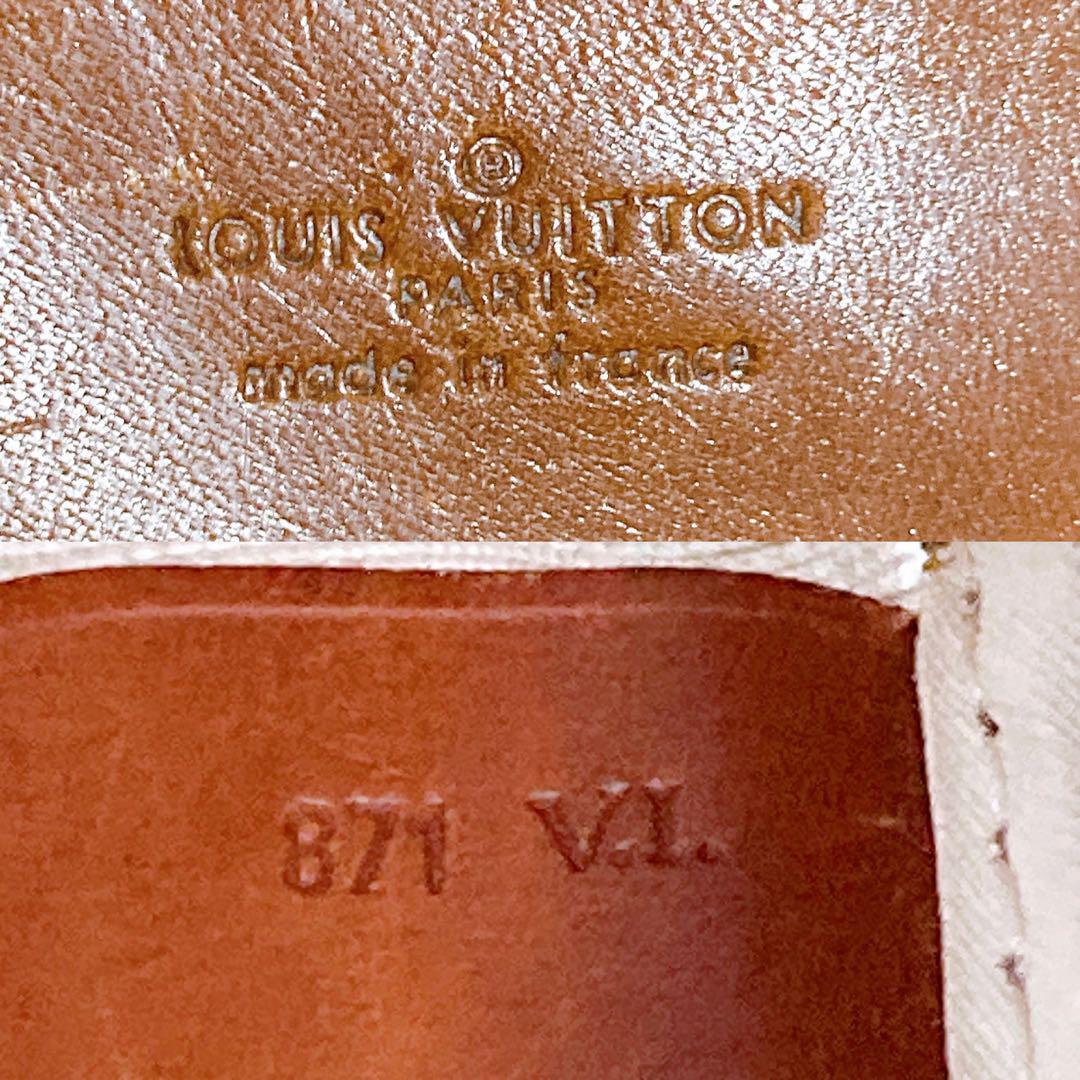 ®
LOUIS VUITTON
PARIS
made in france
871 V.I.